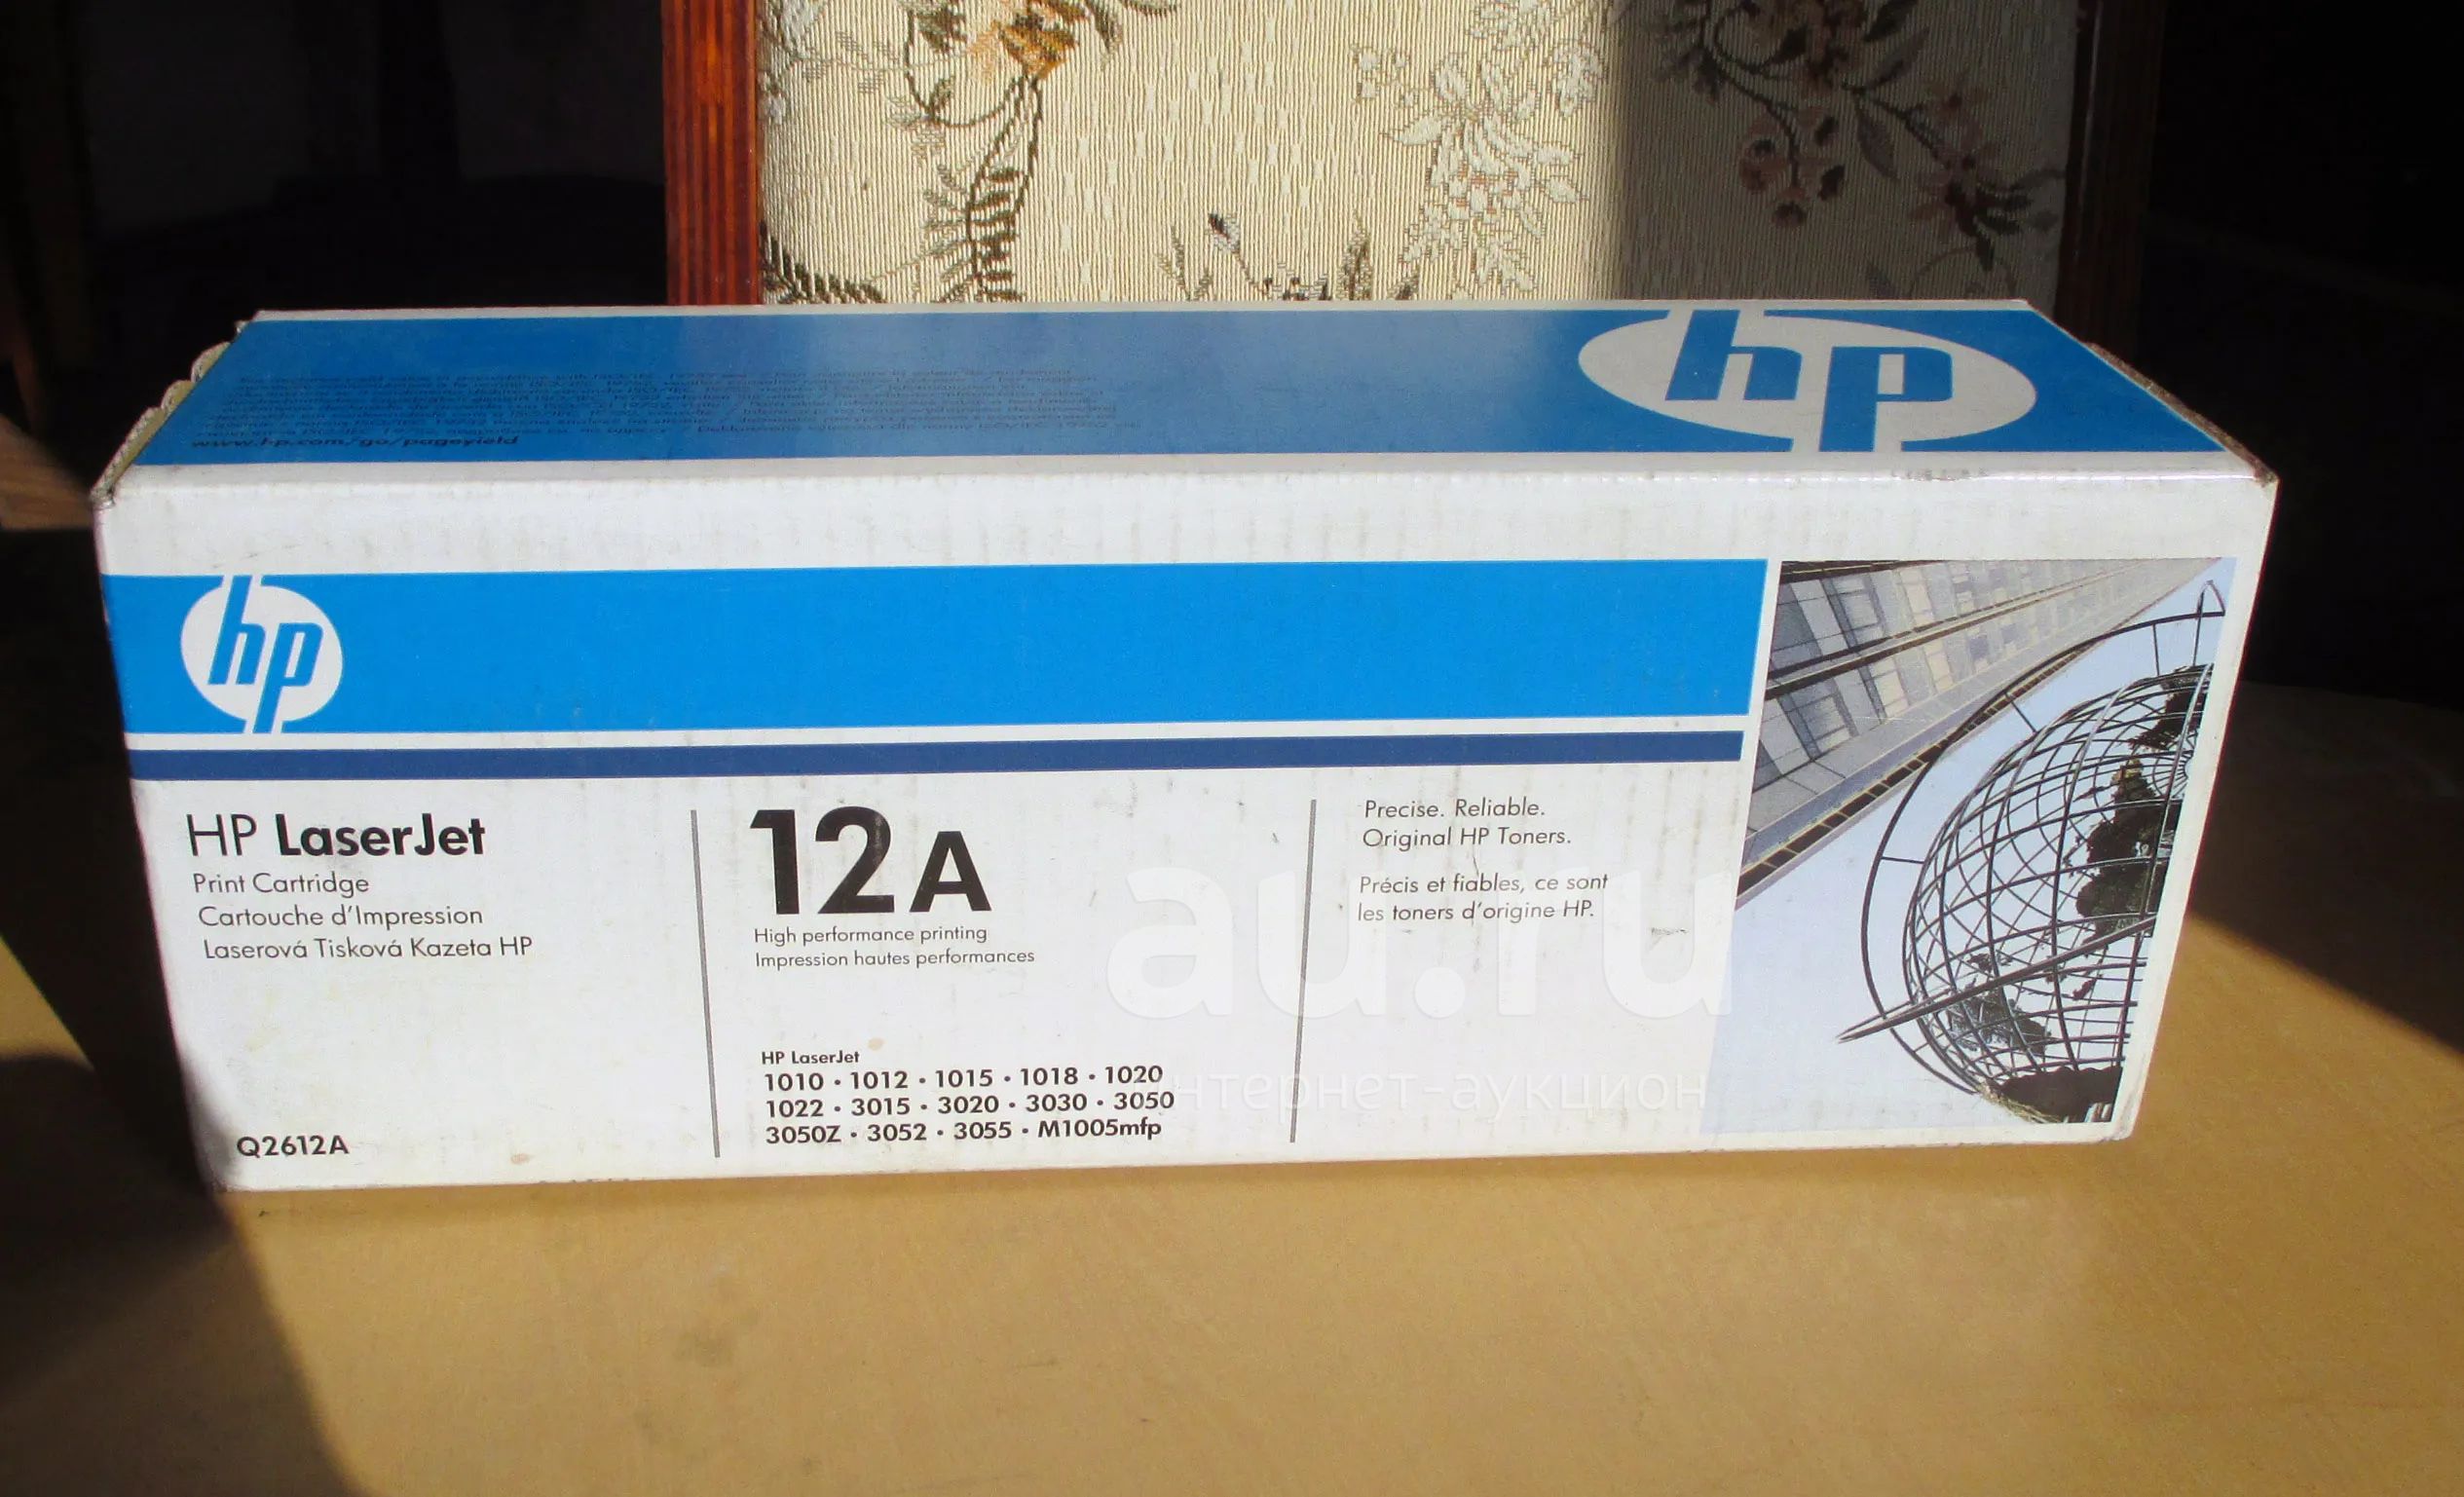 hp
www.hp.com/go/pageyield
hp
HP LaserJet
Print Cartridge
Cartouche d'Impression
Laserová Tisková Kazeta HP
Q2612A
12A
High performance printing
Impression hautes performances
HP LaserJet
1010 • 1012 • 1015 • 1018 • 1020
1022 • 3015 • 3020 • 3030 • 3050
3050Z • 3052 • 3055 • M1005mfp
Precise. Reliable.
Original HP Toners.
Précis et fiables, ce sont
les toners d'origine HP.
au.ru
интернет-аукцион